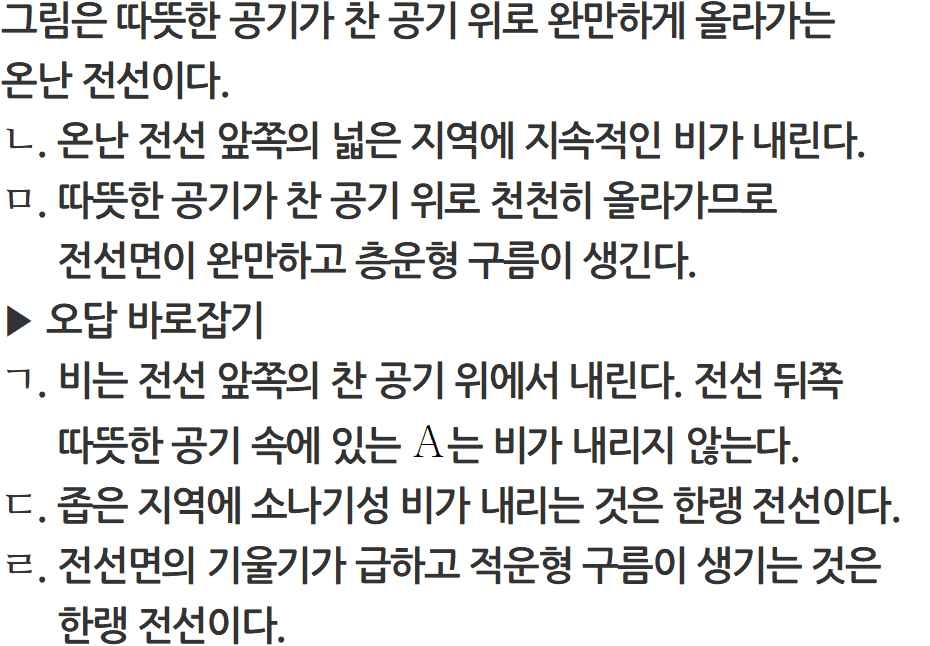 그림은 따뜻한 공기가 찬 공기 위로 완만하게 올라가는
온난 전선이다.
ㄴ. 온난 전선 앞쪽의 넓은 지역에 지속적인 비가 내린다.
ㅁ. 따뜻한 공기가 찬 공기 위로 천천히 올라가므로
전선면이 완만하고 층운형 구름이 생긴다.
▶ 오답 바로잡기
ㄱ. 비는 전선 앞쪽의 찬 공기 위에서 내린다. 전선 뒤쪽
따뜻한 공기 속에 있는 A는 비가 내리지 않는다.
ㄷ. 좁은 지역에 소나기성 비가 내리는 것은 한랭 전선이다.
ㄹ. 전선면의 기울기가 급하고 적운형 구름이 생기는 것은
한랭 전선이다.